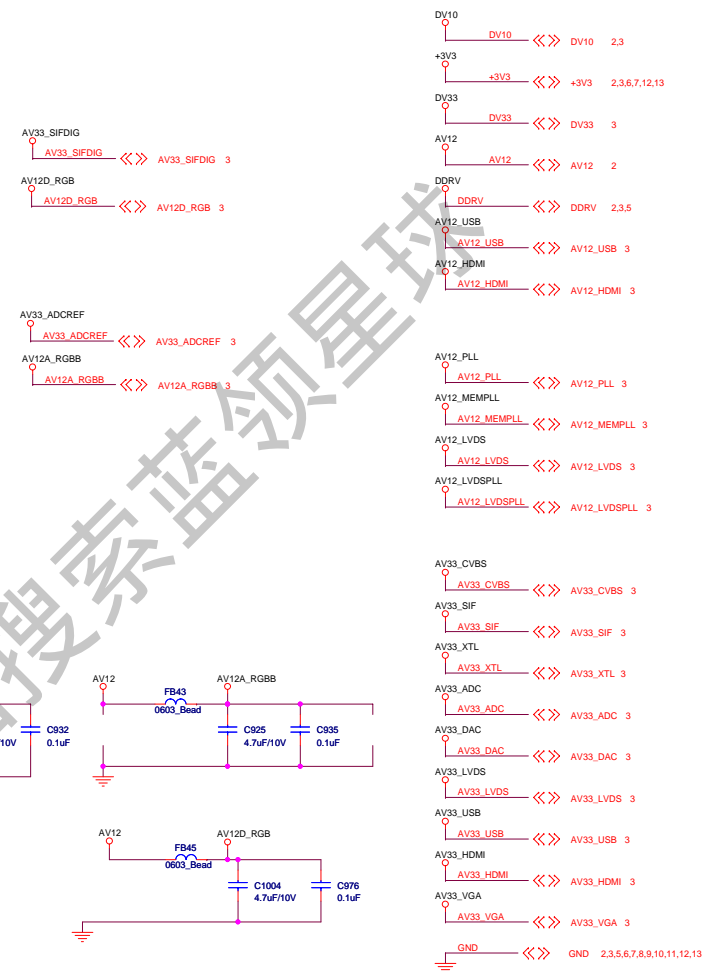 DV10
DV10 DV10 2,3
+3V3
+3V3 +3V3 2,3,6,7,12,13
DV33
DV33 DV33 3
AV12
AV12 AV12 2
DDRV
DDRV DDRV 2,3,5
AV12_USB
AV12_USB AV12_USB 3
AV12_HDMI
AV12_HDMI AV12_HDMI 3
AV33_SIFDIG
AV33_SIFDIG AV33_SIFDIG 3
AV12D_RGB
AV12D_RGB AV12D_RGB 3
AV33_ADCREF
AV33_ADCREF AV33_ADCREF 3
AV12A_RGBB
AV12A_RGBB AV12A_RGBB 3
AV12_PLL
AV12_PLL AV12_PLL 3
AV12_MEMPLL
AV12_MEMPLL AV12_MEMPLL 3
AV12_LVDS
AV12_LVDS AV12_LVDS 3
AV12_LVDSPLL
AV12_LVDSPLL AV12_LVDSPLL 3
AV33_CVBS
AV33_CVBS AV33_CVBS 3
AV33_SIF
AV33_SIF AV33_SIF 3
AV33_XTL
AV33_XTL AV33_XTL 3
AV33_ADC
AV33_ADC AV33_ADC 3
AV33_DAC
AV33_DAC AV33_DAC 3
AV33_LVDS
AV33_LVDS AV33_LVDS 3
AV33_USB
AV33_USB AV33_USB 3
AV33_HDMI
AV33_HDMI AV33_HDMI 3
AV33_VGA
AV33_VGA AV33_VGA 3
GND GND 2,3,5,6,7,8,9,10,11,12,13
C932
0.1uF
/10V
AV12
FB43
0603_Bead
AV12A_RGBB
C925
4.7uF/10V
C935
0.1uF
AV12
FB45
0603_Bead
AV12D_RGB
C1004
4.7uF/10V
C976
0.1uF
搜索蓝领星球